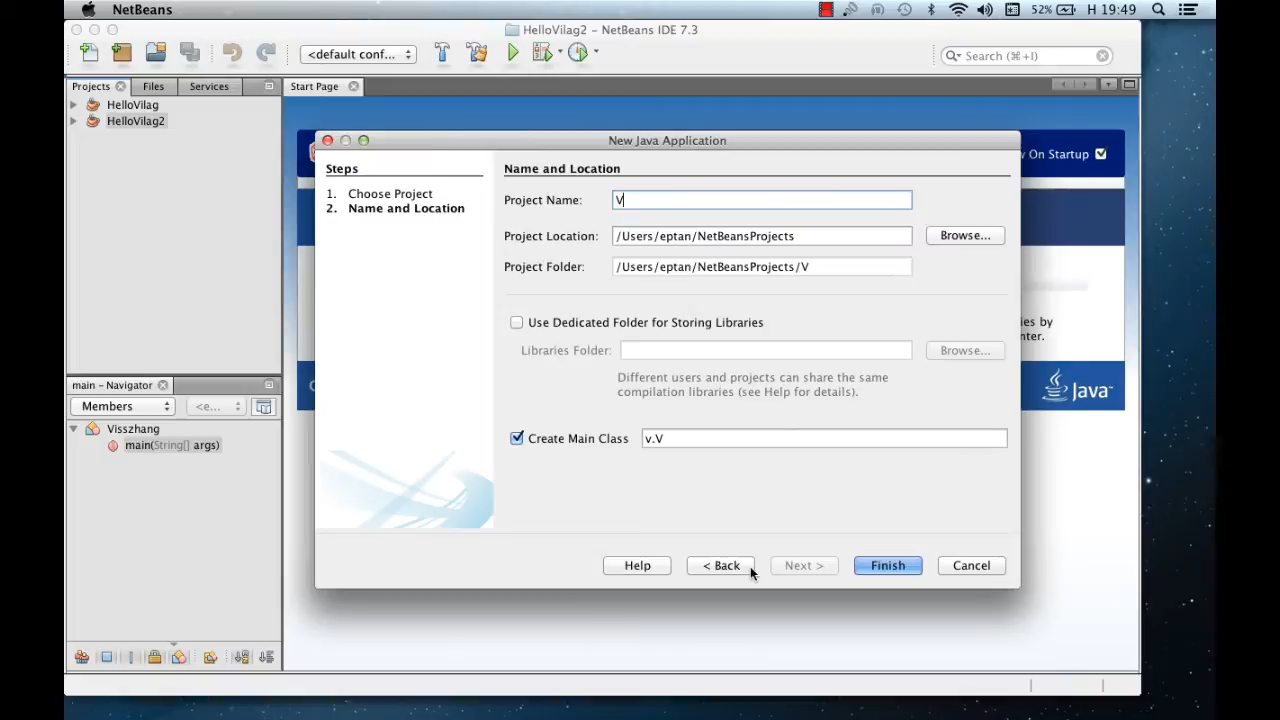 NetBeans
52%
H 19:49
HelloVilag2 – NetBeans IDE 7.3
<default conf...
Search (⌘+I)
Projects
Files
Services
Start Page
HelloVilag
HelloVilag2
New Java Application
w On Startup
Steps
1. Choose Project
2. Name and Location
Name and Location
Project Name: V
Project Location: /Users/eptan/NetBeansProjects
Browse...
Project Folder: /Users/eptan/NetBeansProjects/V
Use Dedicated Folder for Storing Libraries
Libraries Folder:
Browse...
Different users and projects can share the same
compilation libraries (see Help for details).
Create Main Class v.V
Help
< Back
Next >
Finish
Cancel
ies by
nter.
Java
main – Navigator
Members
<e...
Visszhang
main(String[] args)